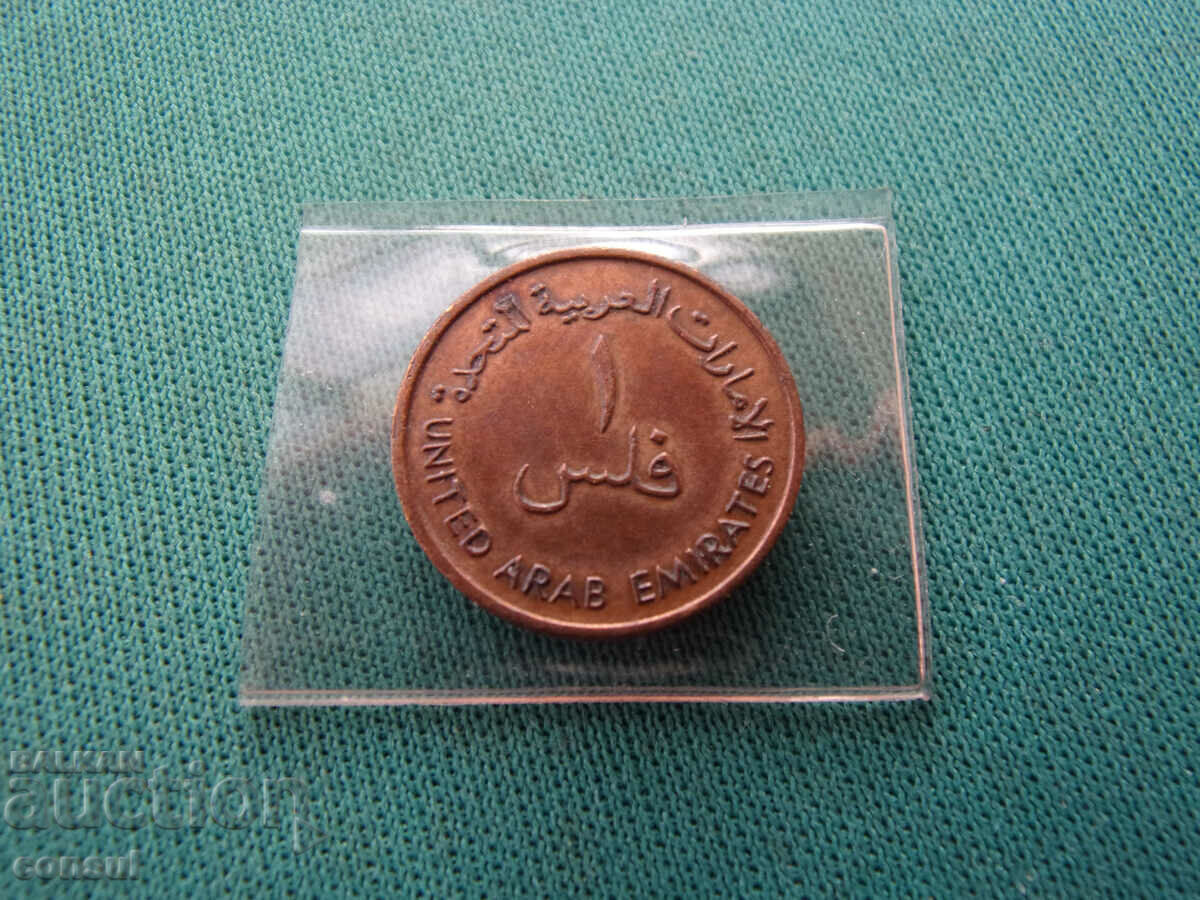 الامارات العربية المتحدة
١
فلس
UNITED ARAB EMIRATES
BALKAN
auction
consul